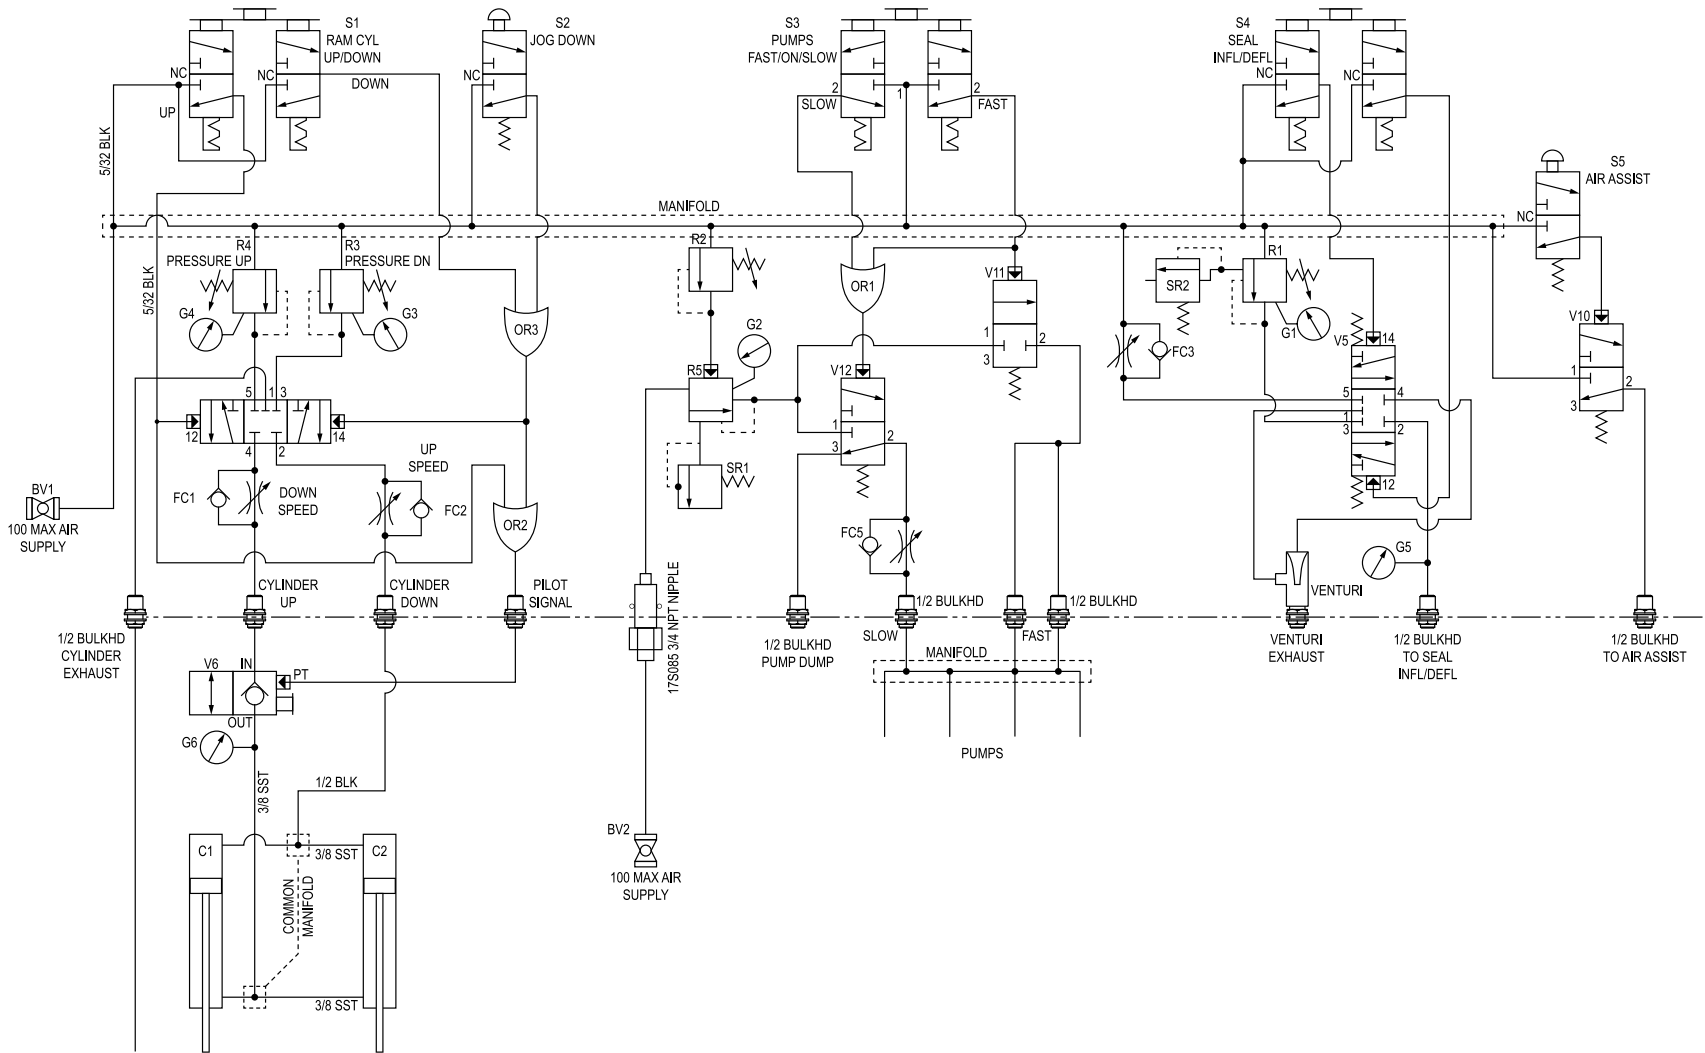 S1
RAM CYL
UP/DOWN
NC
NC
DOWN
UP
S2
JOG DOWN
NC
S3
PUMPS
FAST/ON/SLOW
2
SLOW
1
2
FAST
S4
SEAL
INFL/DEFL
NC
NC
S5
AIR ASSIST
NC
5/32 BLK
MANIFOLD
R4
PRESSURE UP
R3
PRESSURE DN
5/32 BLK
G4
G3
OR3
R2
OR1
V11
1
3
2
SR2
R1
G1
FC3
V5
14
V10
1
2
3
G2
R5
V12
1
3
2
5
1
3
12
14
4
2
5
1
3
4
2
12
UP
SPEED
SR1
BV1
100 MAX AIR
SUPPLY
FC1
DOWN
SPEED
FC2
OR2
FC5
G5
CYLINDER
UP
CYLINDER
DOWN
PILOT
SIGNAL
17S085 3/4 NPT NIPPLE
1/2 BULKHD
1/2 BULKHD
VENTURI
1/2 BULKHD
CYLINDER
EXHAUST
1/2 BULKHD
PUMP DUMP
SLOW
FAST
MANIFOLD
VENTURI
EXHAUST
1/2 BULKHD
TO SEAL
INFL/DEFL
1/2 BULKHD
TO AIR ASSIST
V6
IN
PT
OUT
G6
PUMPS
3/8 SST
1/2 BLK
BV2
100 MAX AIR
SUPPLY
C1
3/8 SST
C2
COMMON
MANIFOLD
3/8 SST